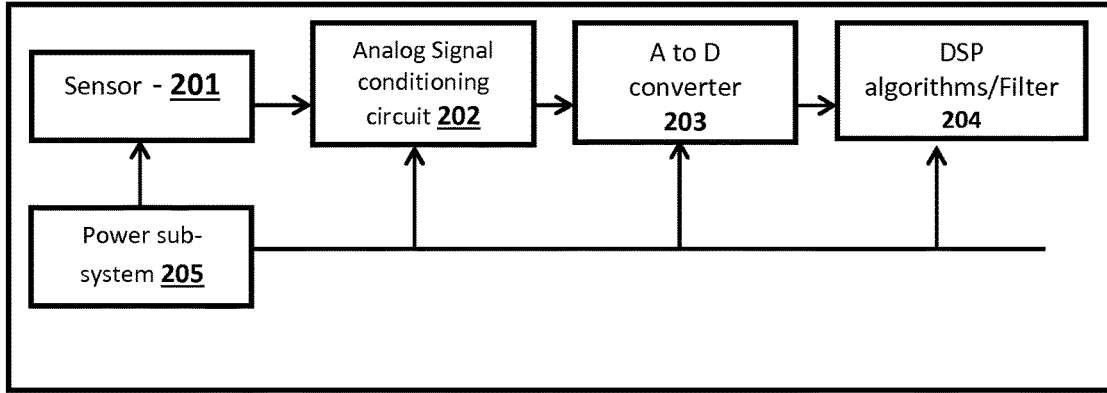 Sensor - 201
Analog Signal
conditioning
circuit 202
A to D
converter
203
DSP
algorithms/Filter
204
Power sub-
system 205